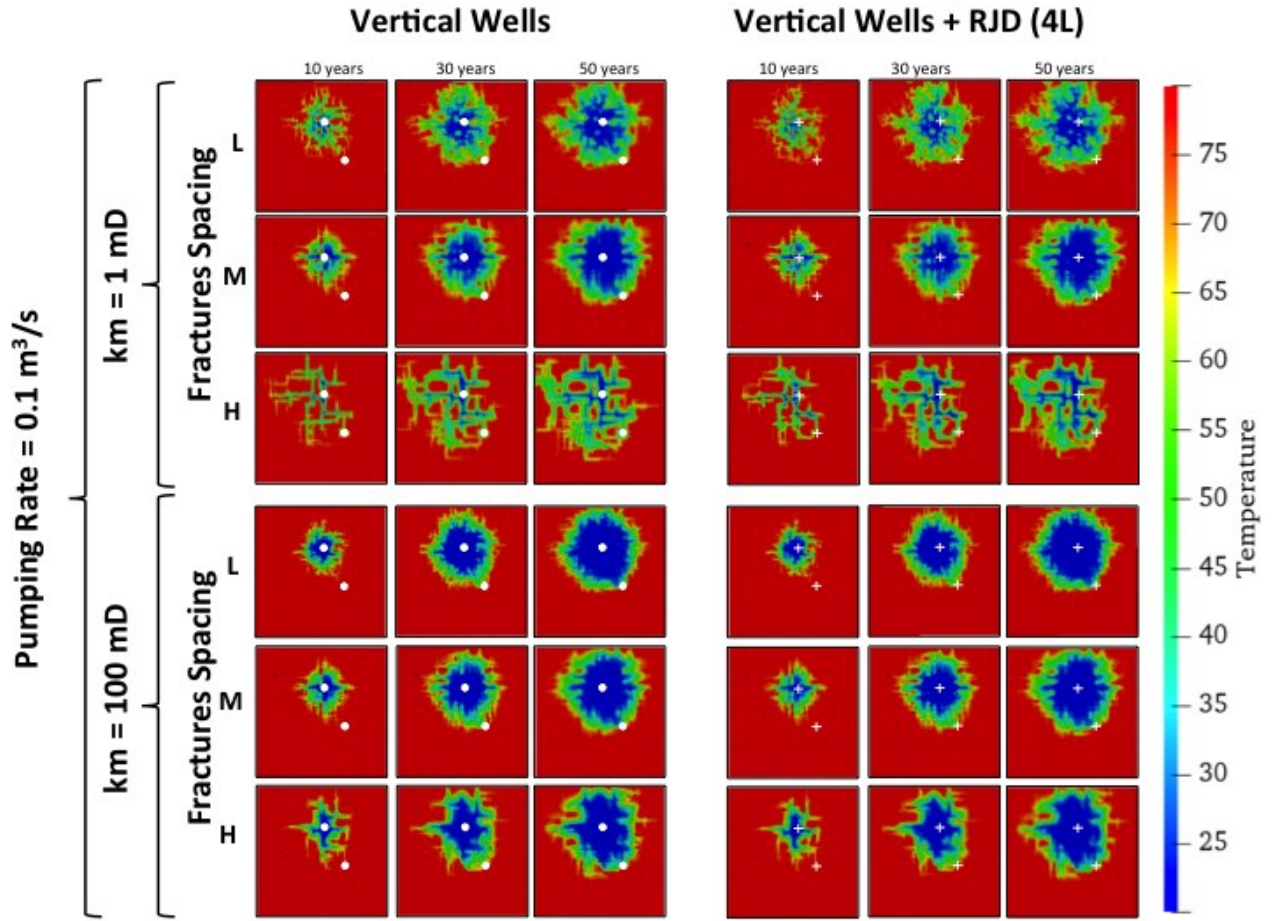 Vertical Wells
Vertical Wells + RJD (4L)
10 years
30 years
50 years
10 years
30 years
50 years
Pumping Rate = 0.1 m³/s
km = 1 mD
Fractures Spacing
L
M
H
km = 100 mD
Fractures Spacing
L
M
H
75
70
65
60
55
50
45
40
35
30
25
Temperature